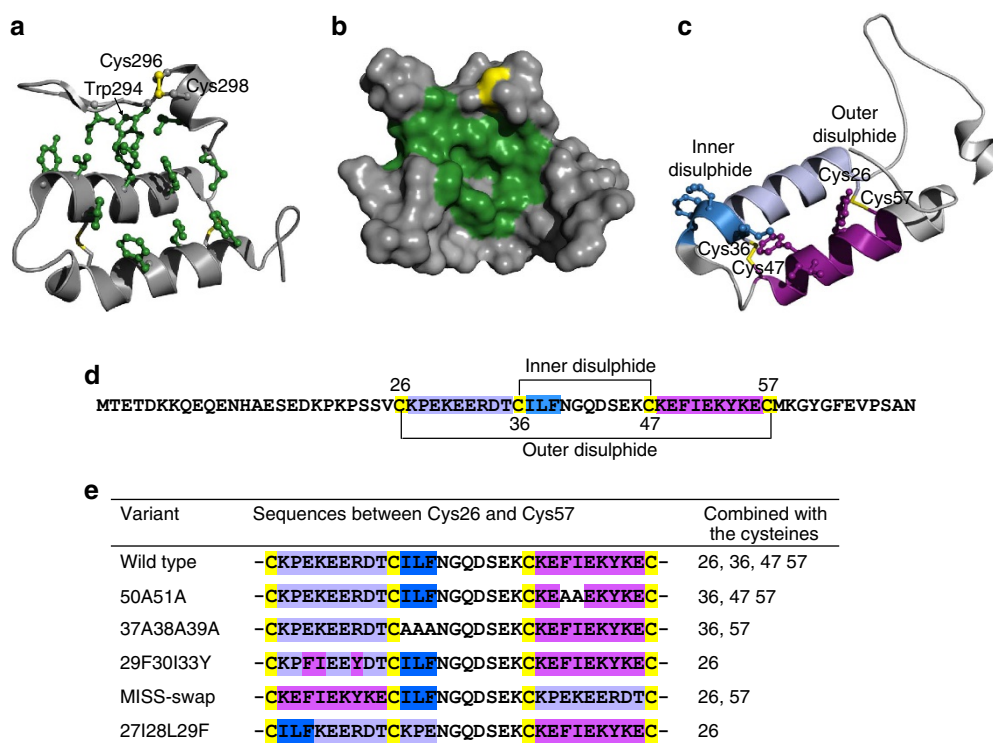 a
b
c
Cys296
Trp294
Cys298
Inner disulphide
Outer disulphide
Cys26
Cys57
Cys36
Cys47
d
Inner disulphide
26
57
MTETDKKQEQENHAESEDKPKPSSVCKPEKEERDTCILFNGQDSEKCKEFIEKYKECMKGYGFEVPSAN
36
47
Outer disulphide
e
Variant Sequences between Cys26 and Cys57 Combined with the cysteines
Wild type -CKPEKEERDTCILFNGQDSEKCKEFIEKYKEC- 26, 36, 47 57
50A51A -CKPEKEERDTCILFNGQDSEKCKEAAEKYKEC- 36, 47 57
37A38A39A -CKPEKEERDTCAAANGQDSEKCKEFIEKYKEC- 36, 57
29F30I33Y -CKPFIEEYDTCILFNGQDSEKCKEFIEKYKEC- 26
MISS-swap -CKEFIEKYKECILFNGQDSEKCKPEKEERDTC- 26, 57
27I28L29F -CILFKEERDTCKPENGQDSEKCKEFIEKYKEC- 26